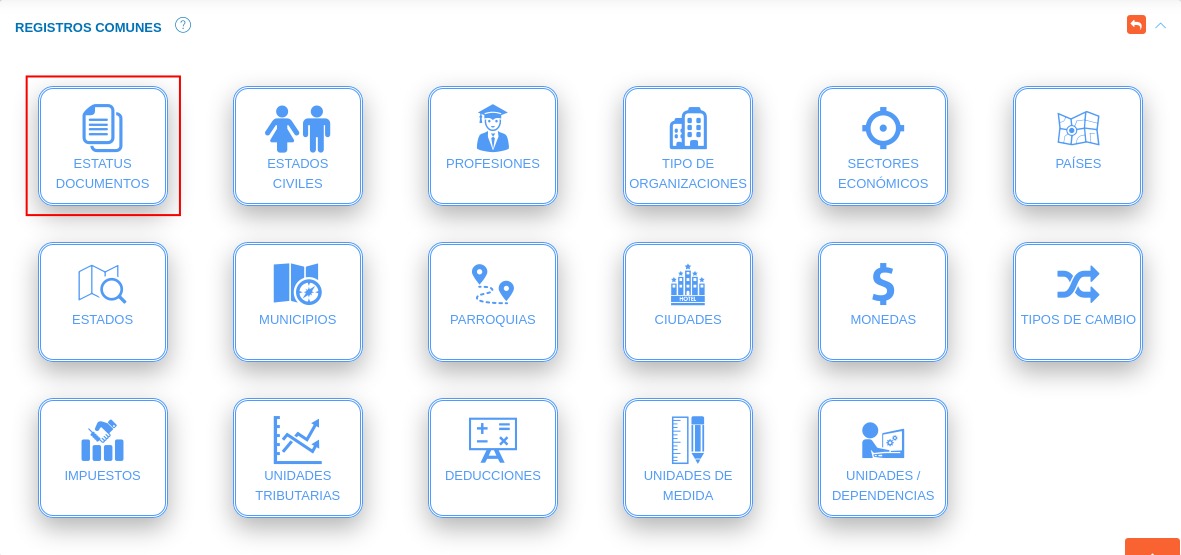 REGISTROS COMUNES ?
ESTATUS
DOCUMENTOS
ESTADOS
CIVILES
PROFESIONES
TIPO DE
ORGANIZACIONES
SECTORES
ECONÓMICOS
PAÍSES
ESTADOS
MUNICIPIOS
PARROQUIAS
HOTEL
CIUDADES
$
MONEDAS
TIPOS DE CAMBIO
IMPUESTOS
UNIDADES
TRIBUTARIAS
DEDUCCIONES
UNIDADES DE
MEDIDA
UNIDADES /
DEPENDENCIAS